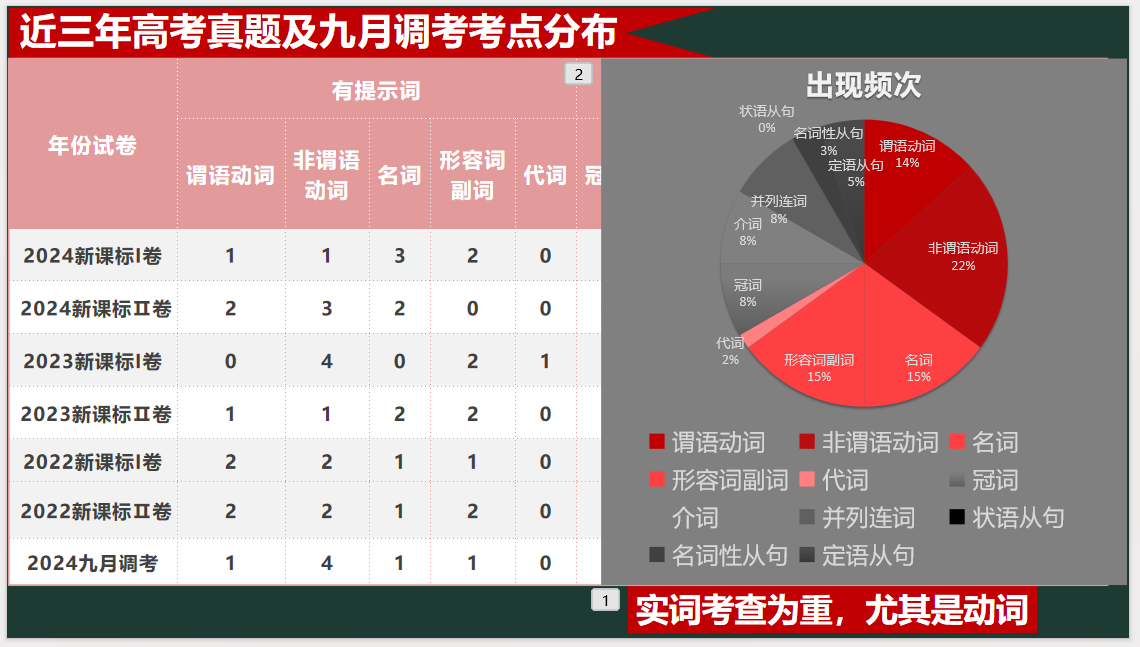 近三年高考真题及九月调考考点分布
2
年份试卷 有提示词
谓语动词 非谓语动词 名词 形容词副词 代词 冠
2024新课标Ⅰ卷 1 1 3 2 0
2024新课标Ⅱ卷 2 3 2 0 0
2023新课标Ⅰ卷 0 4 0 2 1
2023新课标Ⅱ卷 1 1 2 2 0
2022新课标Ⅰ卷 2 2 1 1 0
2022新课标Ⅱ卷 2 2 1 2 0
2024九月调考 1 4 1 1 0
出现频次
状语从句
0%
名词性从句
3%
定语从句
5%
谓语动词
14%
并列连词
8%
介词
8%
非谓语动词
22%
冠词
8%
代词
2%
形容词副词
15%
名词
15%
谓语动词 非谓语动词 名词
形容词副词 代词 冠词
介词 并列连词 状语从句
名词性从句 定语从句
1
实词考查为重，尤其是动词